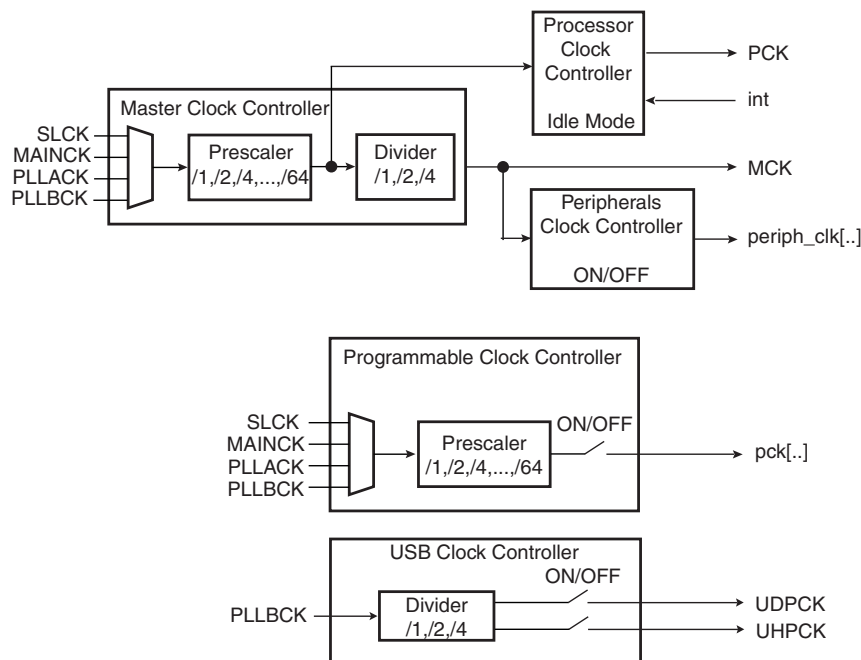 Processor
Clock
Controller
Idle Mode
PCK
int
Master Clock Controller
SLCK
MAINCK
PLLACK
PLLBCK
Prescaler
/1,/2,/4,...,/64
Divider
/1,/2,/4
MCK
Peripherals
Clock Controller
ON/OFF
periph_clk[..]
Programmable Clock Controller
SLCK
MAINCK
PLLACK
PLLBCK
Prescaler
/1,/2,/4,...,/64
ON/OFF
pck[..]
USB Clock Controller
ON/OFF
PLLBCK
Divider
/1,/2,/4
UDPCK
UHPCK